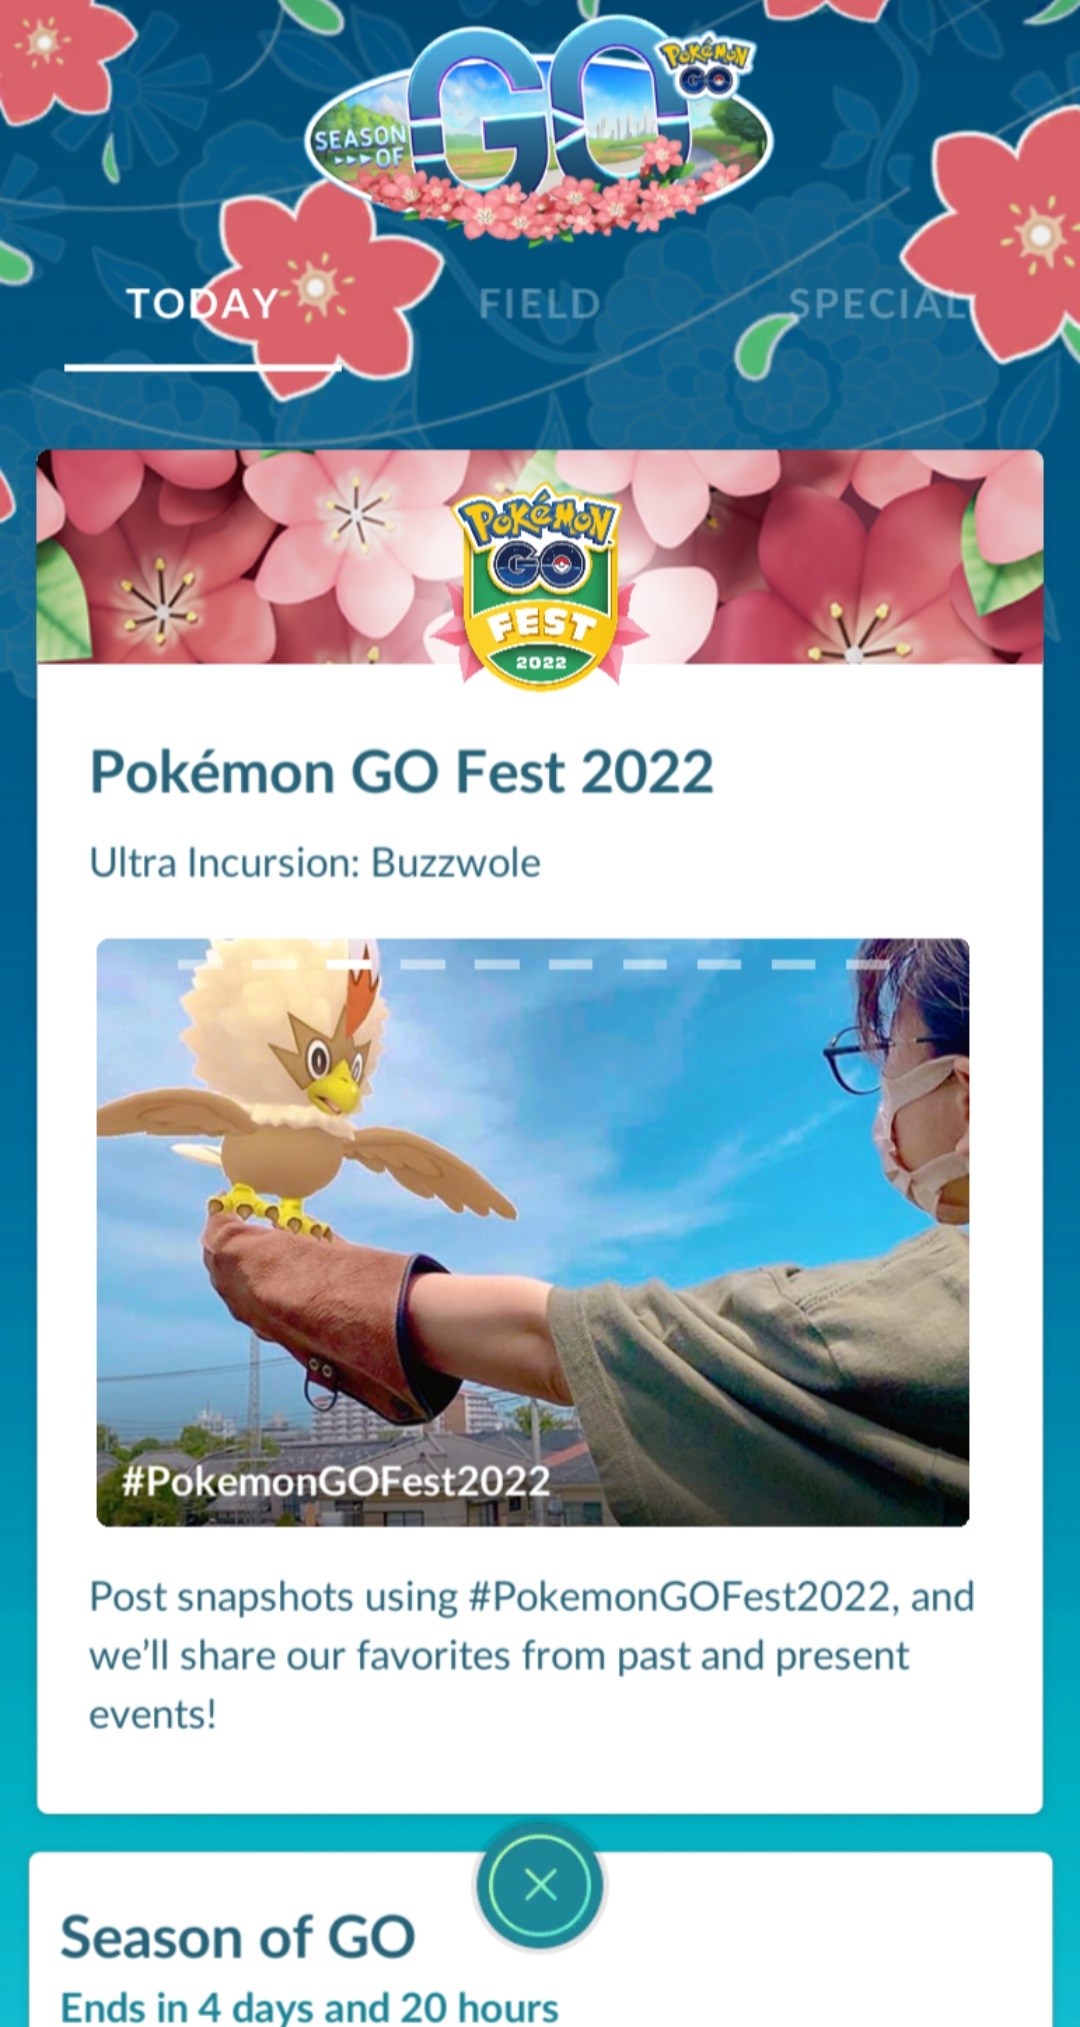 SEASON
OF
GO
POKÉMON
GO
TODAY
FIELD
SPECIAL
POKÉMON
GO
FEST
2022
Pokémon GO Fest 2022
Ultra Incursion: Buzzwole
#PokemonGOFest2022
Post snapshots using #PokemonGOFest2022, and
we’ll share our favorites from past and present
events!
Season of GO
Ends in 4 days and 20 hours